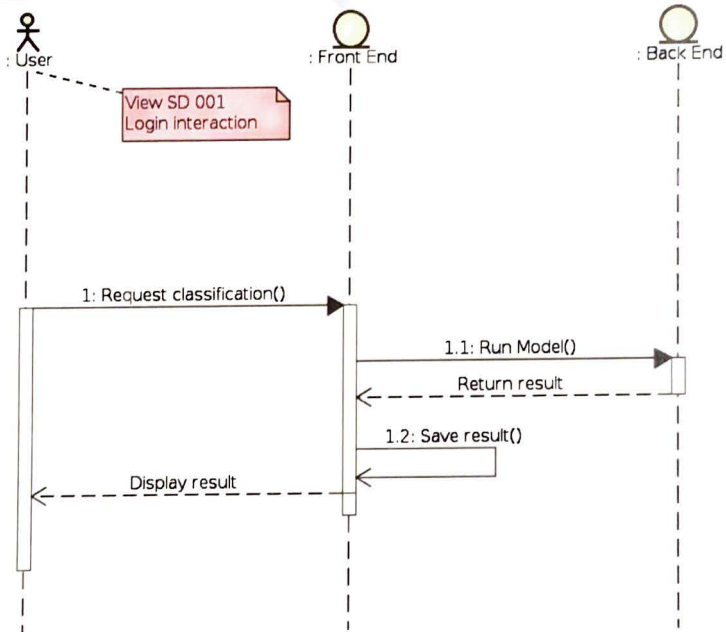 : User
: Front End
: Back End
View SD 001
Login interaction
1: Request classification()
1.1: Run Model()
Return result
1.2: Save result()
Display result